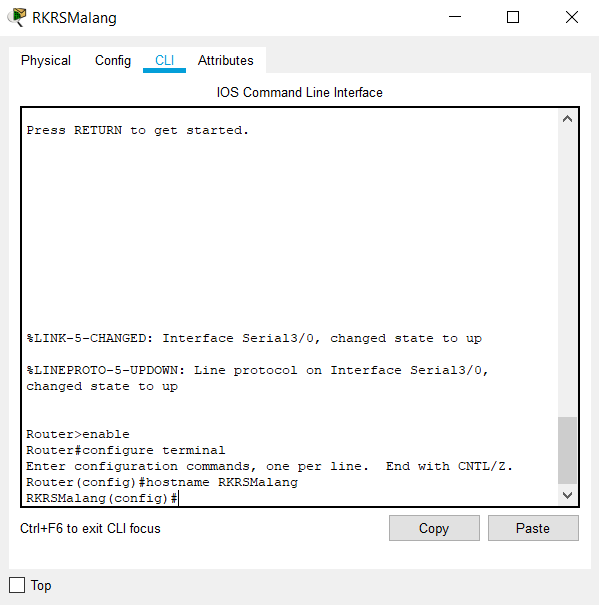 RKRSMalang
Physical Config CLI Attributes
IOS Command Line Interface
Press RETURN to get started.
%LINK-5-CHANGED: Interface Serial3/0, changed state to up
%LINEPROTO-5-UPDOWN: Line protocol on Interface Serial3/0,
changed state to up
Router>enable
Router#configure terminal
Enter configuration commands, one per line.  End with CNTL/Z.
Router(config)#hostname RKRSMalang
RKRSMalang(config)#
Ctrl+F6 to exit CLI focus
Copy Paste
Top